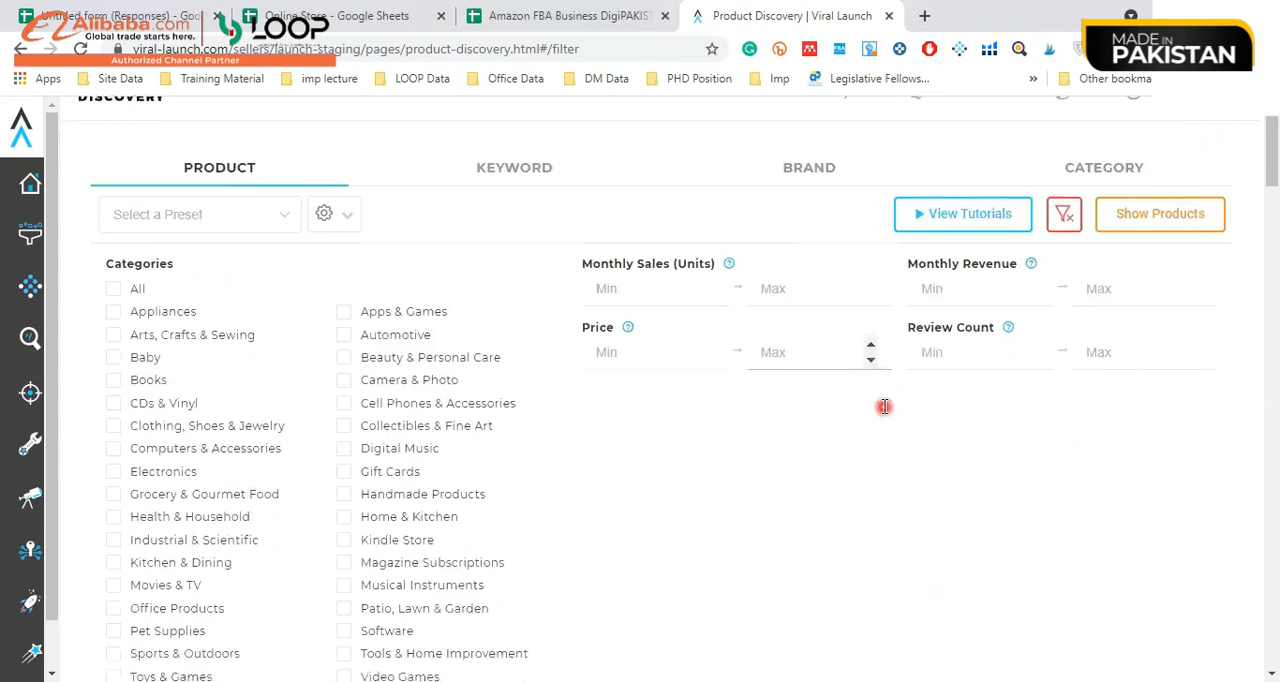 Untitled form (Responses) - Goo
Online Store - Google Sheets
Amazon FBA Business DigiPAKIST
Product Discovery | Viral Launch
Alibaba.com
Global trade starts here.
Authorized Channel Partner
LOOP
MADE IN
PAKISTAN
viral-launch.com/sellers/launch-staging/pages/product-discovery.html#/filter
Apps
Site Data
Training Material
imp lecture
LOOP Data
Office Data
DM Data
PHD Position
Imp
Legislative Fellows...
»
Other bookma
DISCOVERY
PRODUCT
KEYWORD
BRAND
CATEGORY
Select a Preset
View Tutorials
Show Products
Categories
All
Appliances
Apps & Games
Arts, Crafts & Sewing
Automotive
Baby
Beauty & Personal Care
Books
Camera & Photo
CDs & Vinyl
Cell Phones & Accessories
Clothing, Shoes & Jewelry
Collectibles & Fine Art
Computers & Accessories
Digital Music
Electronics
Gift Cards
Grocery & Gourmet Food
Handmade Products
Health & Household
Home & Kitchen
Industrial & Scientific
Kindle Store
Kitchen & Dining
Magazine Subscriptions
Movies & TV
Musical Instruments
Office Products
Patio, Lawn & Garden
Pet Supplies
Software
Sports & Outdoors
Tools & Home Improvement
Toys & Games
Video Games
Monthly Sales (Units)
Min
Max
Monthly Revenue
Min
Max
Price
Min
Max
Review Count
Min
Max